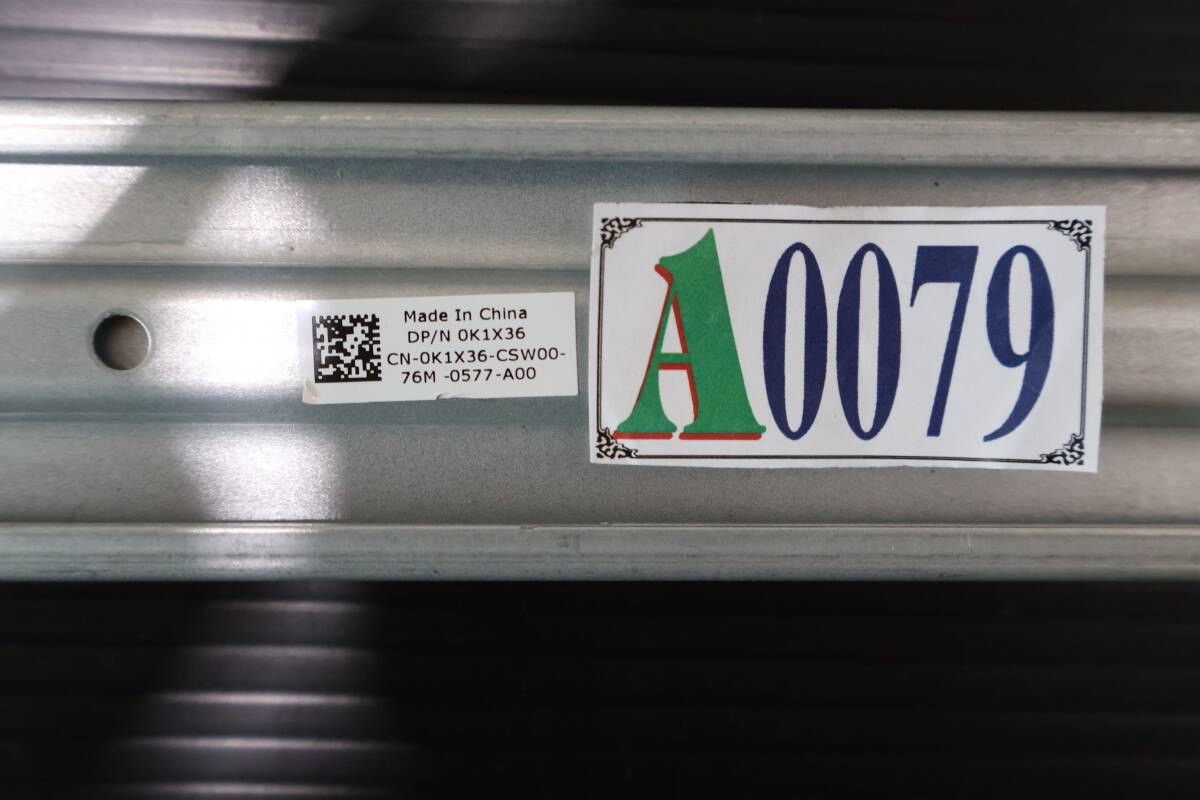 Made In China
DP/N 0K1X36
CN-0K1X36-CSW00-
76M -0577-A00
A0079